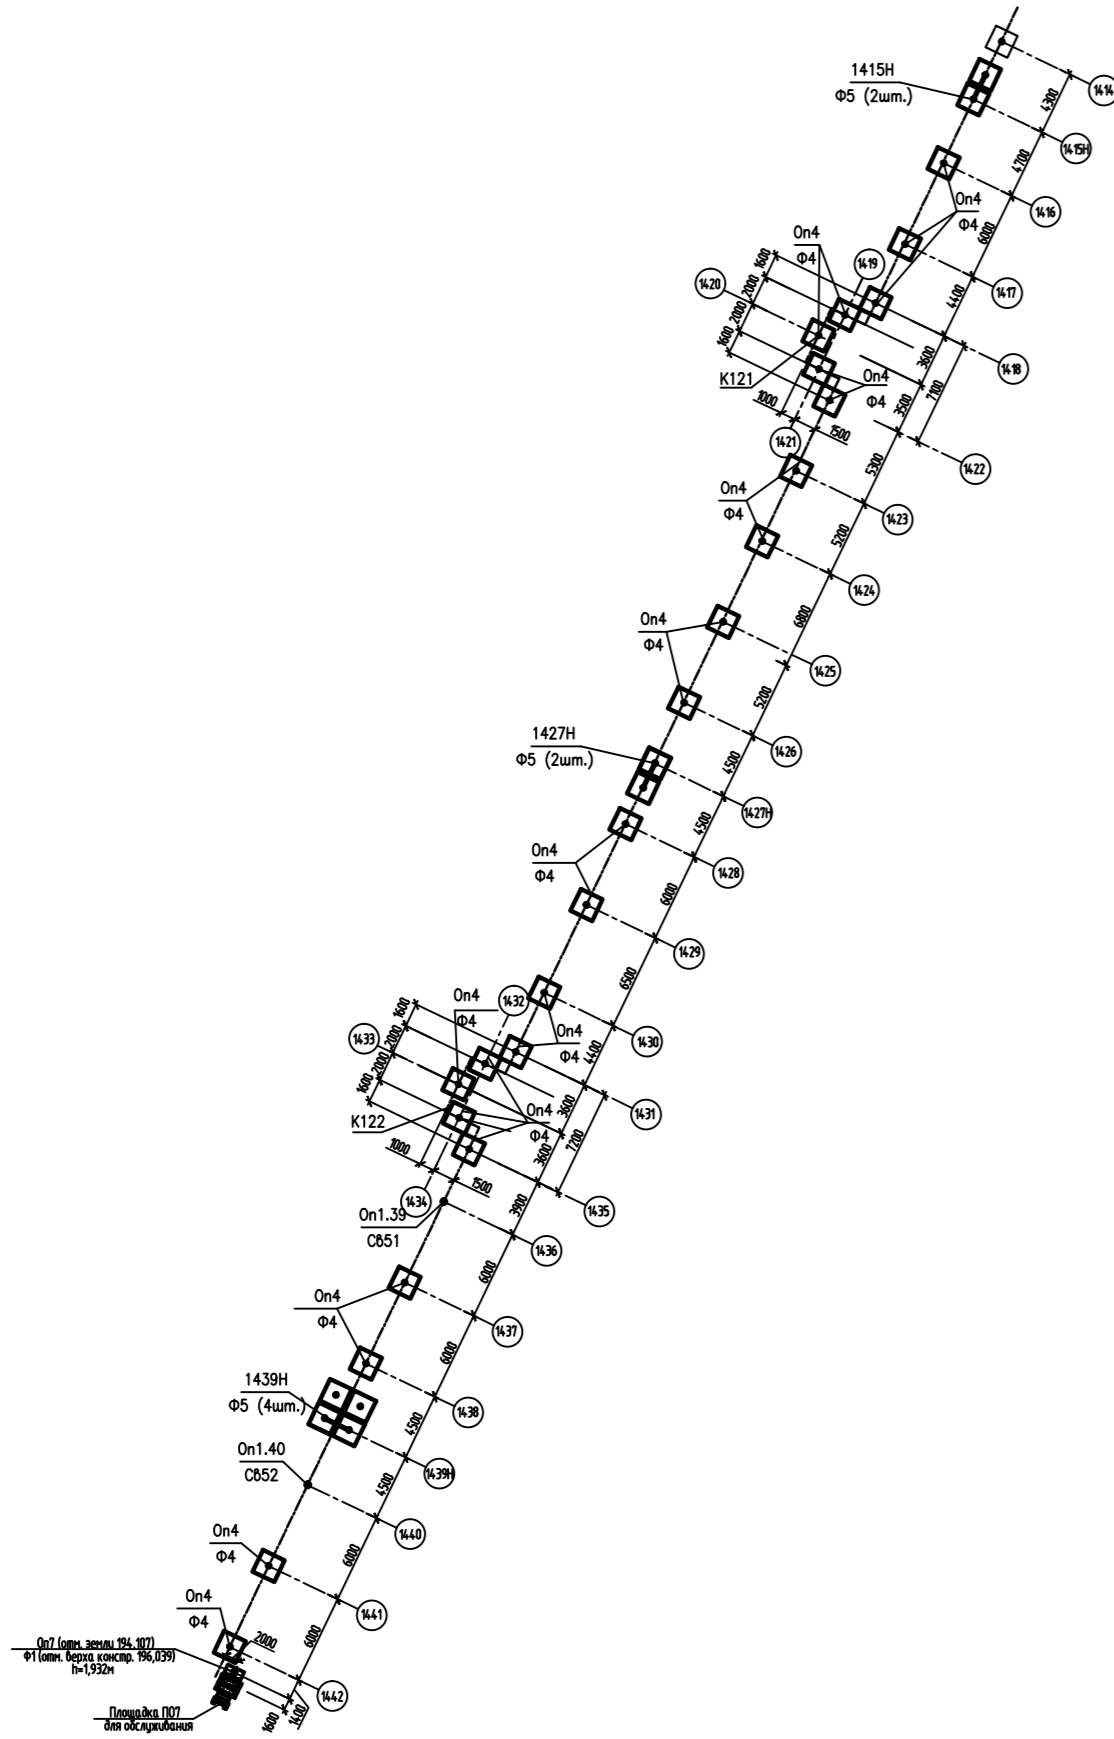 1414
1415Н
Ф5 (2шт.)
4300
1415Н
4700
Оп4
Ф4
1416
6000
Оп4
Ф4
1419
1600
1420
2000
2000
1600
1417
4400
К121
3600
7100
1418
Оп4
Ф4
1000
3500
1421
1500
1422
5300
Оп4
Ф4
1423
5200
1424
6800
Оп4
Ф4
1425
5200
1427Н
Ф5 (2шт.)
1426
4500
1427Н
4500
Оп4
Ф4
1428
6000
1429
6500
Оп4
Ф4
1432
1600
2000
1433
2000
1600
Оп4
Ф4
4400
К122
Оп4
Ф4
3600
1431
7200
1000
3600
1500
1434
1435
3900
Оп1.39
Св51
1436
6000
Оп4
Ф4
1437
6000
1439Н
Ф5 (4шт.)
1438
4500
1439Н
Оп1.40
Св52
4500
1440
Оп4
Ф4
6000
1441
Оп4
Ф4
6000
2000
Оп7 (отм. земли 194.107)
Ф1 (отм. верха констр. 196,039)
h=1,932м
1442
1400
1600
Площадка ПО7
для обслуживания
1430